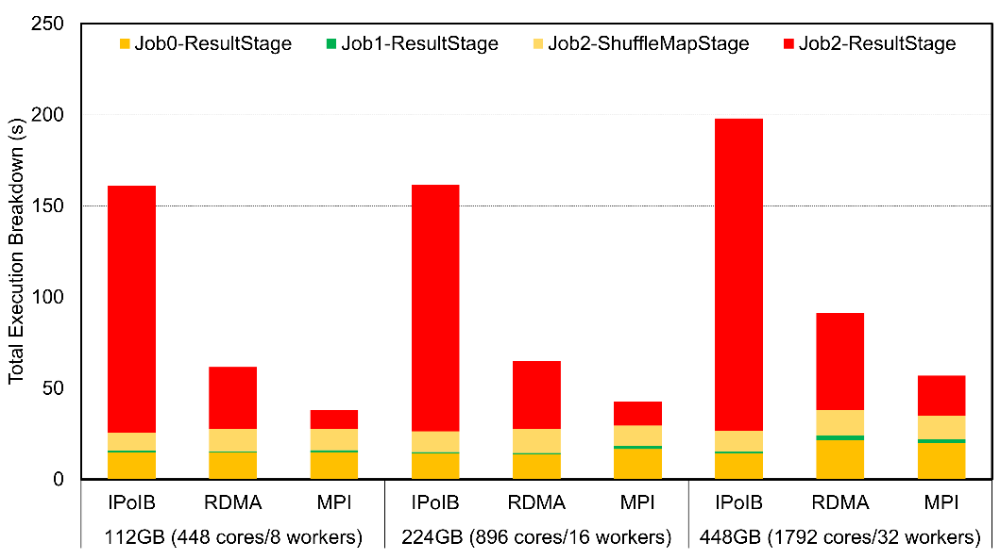 250
Job0-ResultStage Job1-ResultStage Job2-ShuffleMapStage Job2-ResultStage
200
150
100
50
0
Total Execution Breakdown (s)
IPoIB RDMA MPI IPoIB RDMA MPI IPoIB RDMA MPI
112GB (448 cores/8 workers) 224GB (896 cores/16 workers) 448GB (1792 cores/32 workers)